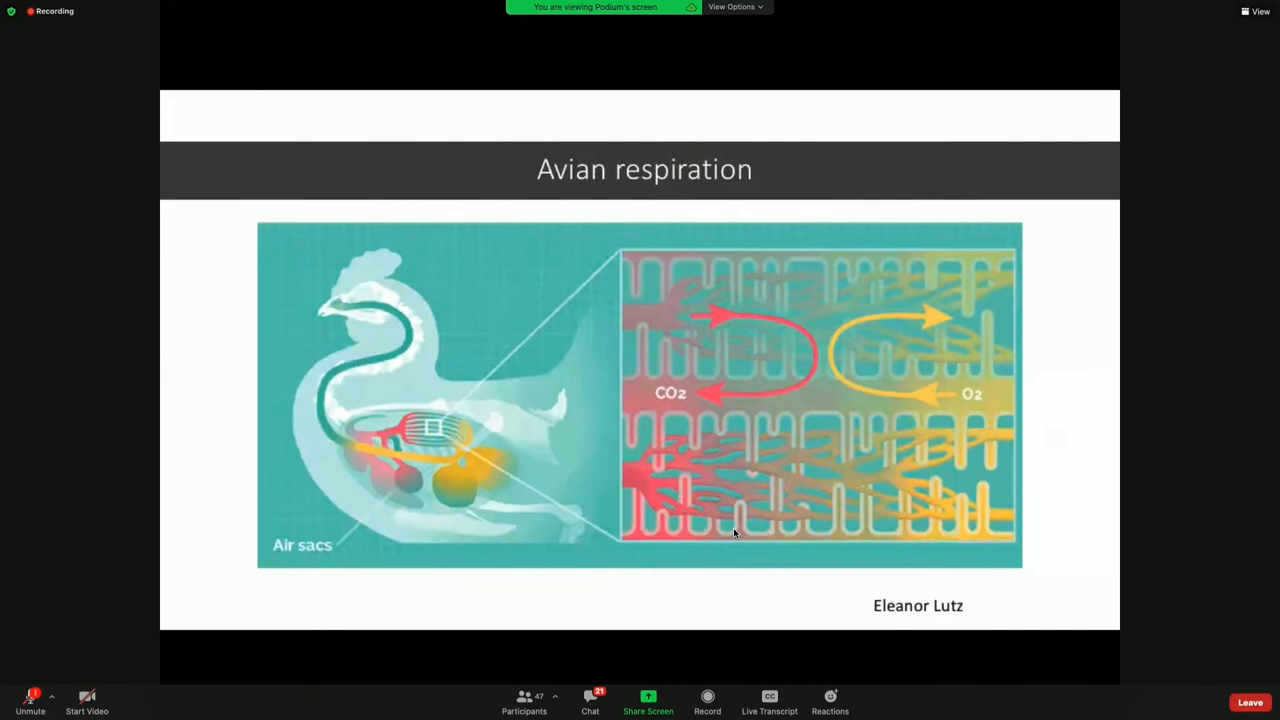 Recording
You are viewing Podium's screen
View Options
View
Avian respiration
CO2
O2
Air sacs
Eleanor Lutz
Unmute
Start Video
47
Participants
21
Chat
Share Screen
Record
CC
Live Transcript
Reactions
Leave